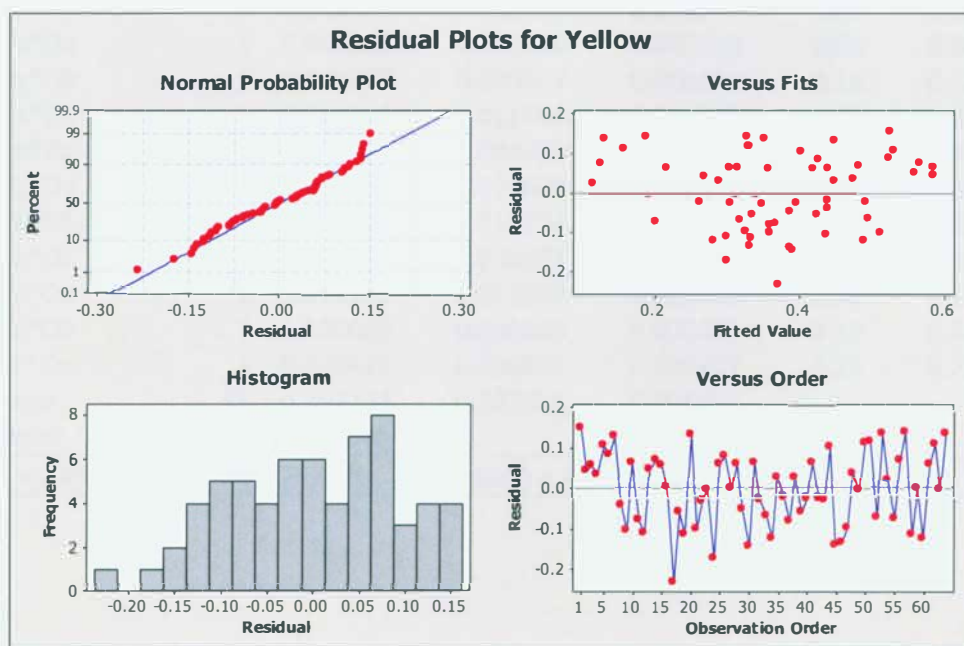 Residual Plots for Yellow
Normal Probability Plot
99.9
99
90
50
10
1
0.1
Percent
-0.30 -0.15 0.00 0.15 0.30
Residual
Versus Fits
0.2
0.1
0.0
-0.1
-0.2
Residual
0.2 0.4 0.6
Fitted Value
Histogram
8
6
4
2
0
Frequency
-0.20 -0.15 -0.10 -0.05 0.00 0.05 0.10 0.15
Residual
Versus Order
0.2
0.1
0.0
-0.1
-0.2
Residual
1 5 10 15 20 25 30 35 40 45 50 55 60
Observation Order